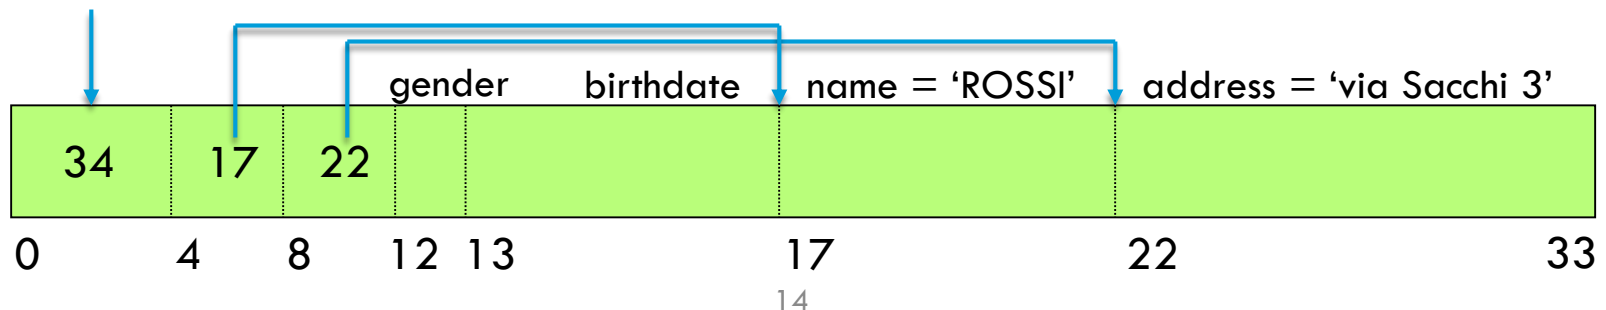 gender birthdate name = ‘ROSSI’ address = ‘via Sacchi 3’
34 17 22
0 4 8 12 13 17 22 33
14